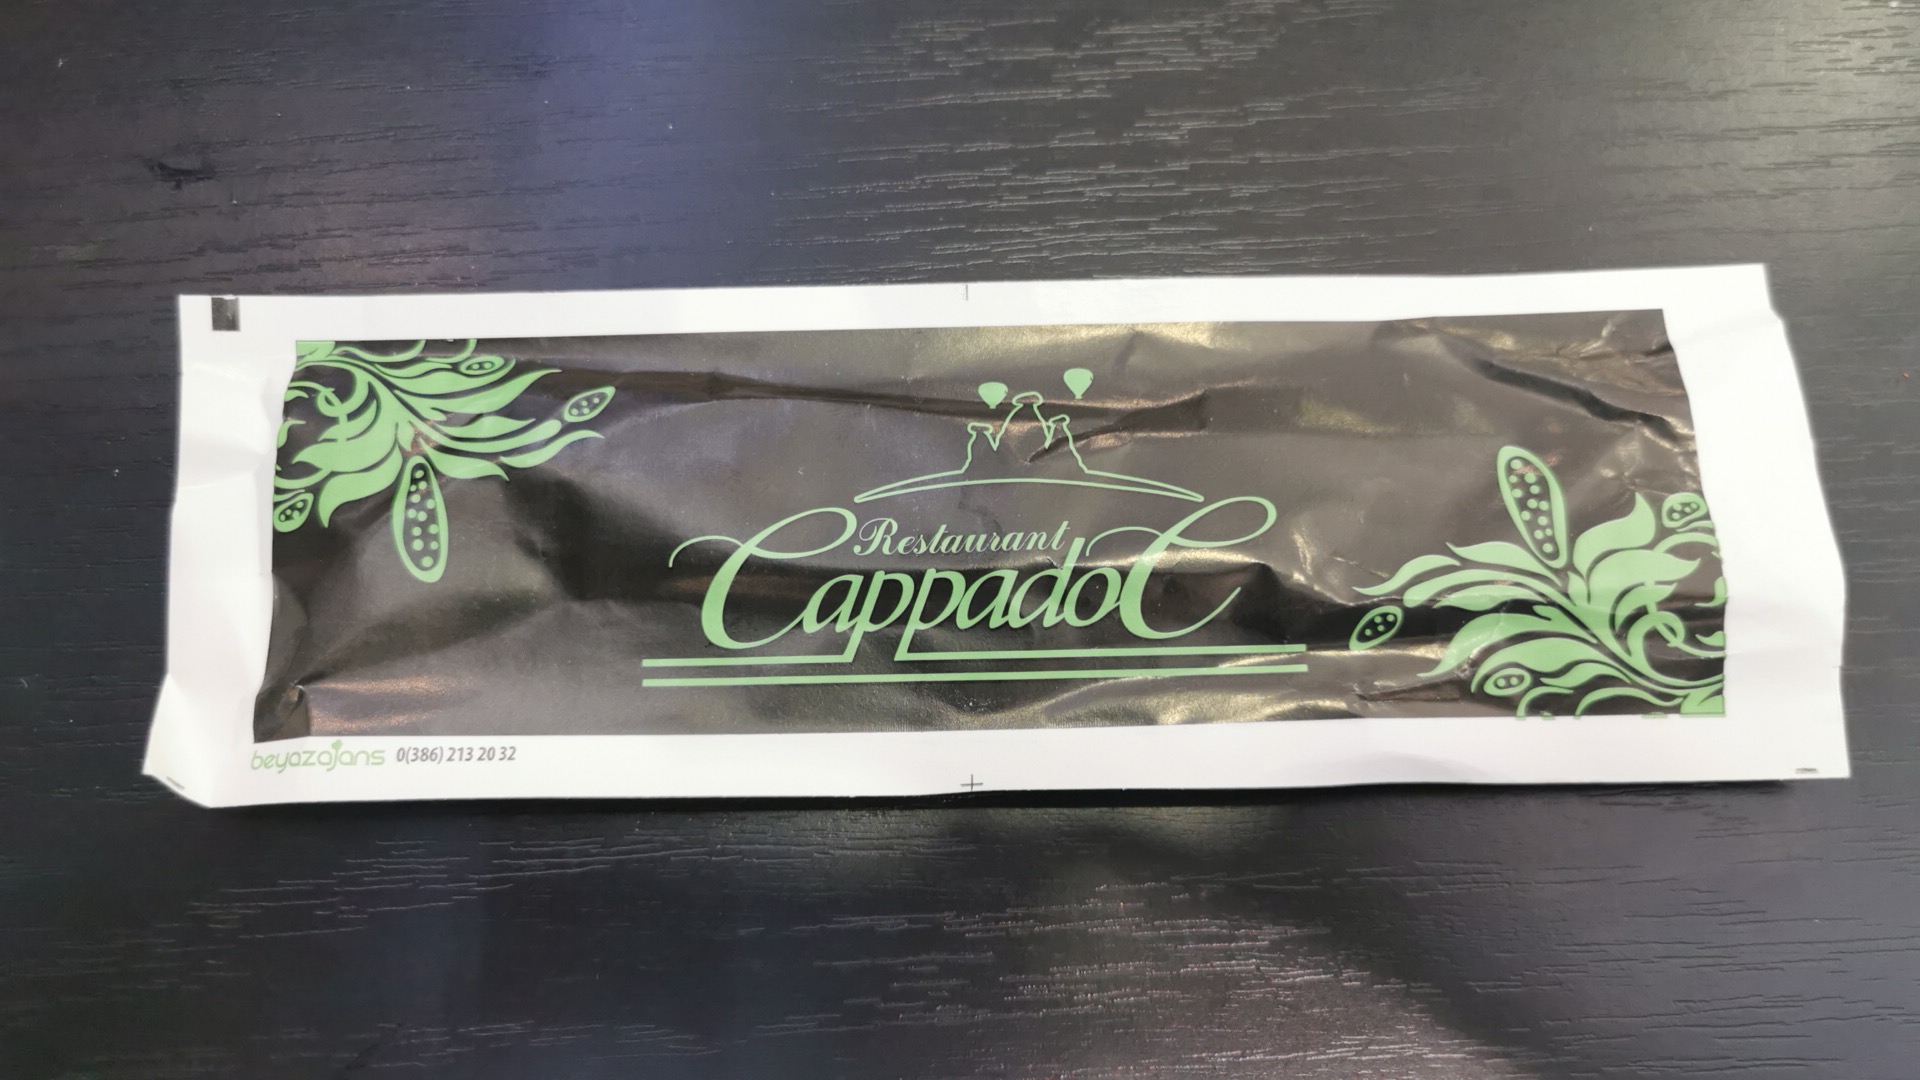 Restaurant
CappadoC
beyazajans 0(386) 213 20 32